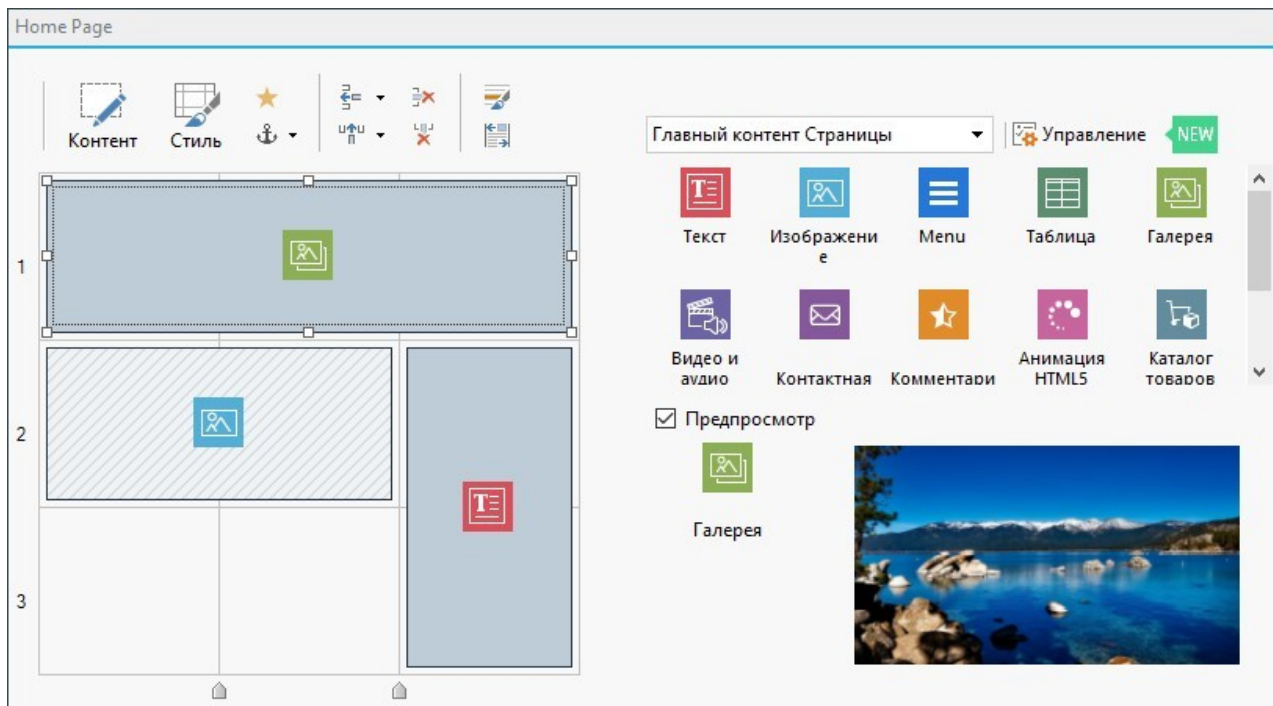 Home Page
Контент
Стиль
Главный контент Страницы
Управление
NEW
Текст
Изображени
е
Menu
Таблица
Галерея
Видео и
аудио
Контактная
Комментари
Анимация
HTML5
Каталог
товаров
Предпросмотр
Галерея
1
2
3